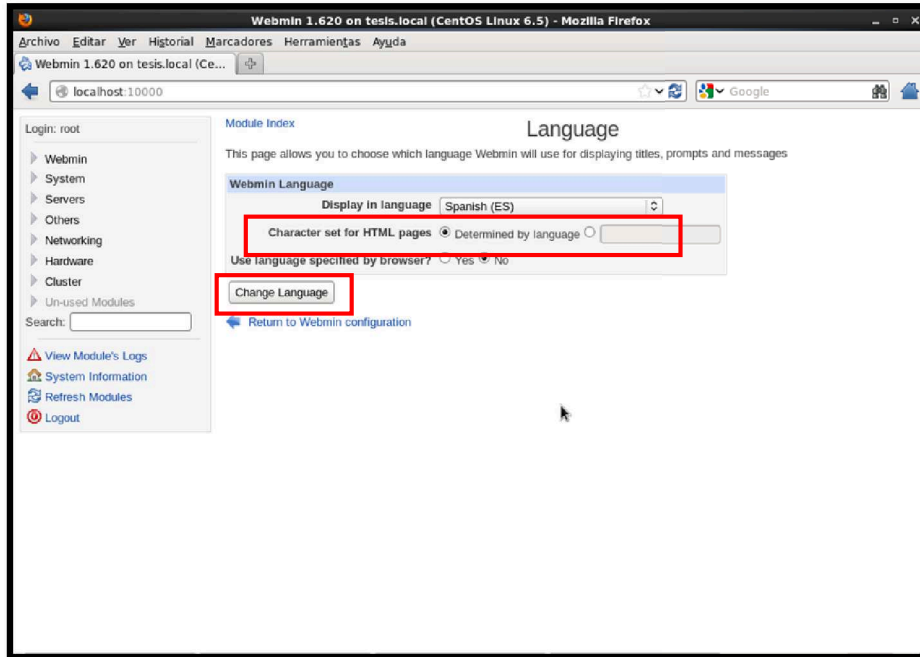 Webmin 1.620 on tesis.local (CentOS Linux 6.5) - Mozilla Firefox
Archivo Editar Ver Historial Marcadores Herramientas Ayuda
Webmin 1.620 on tesis.local (Ce...
localhost:10000
Google
Login: root
Webmin
System
Servers
Others
Networking
Hardware
Cluster
Un-used Modules
Search:
View Module's Logs
System Information
Refresh Modules
Logout
Module Index
Language
This page allows you to choose which language Webmin will use for displaying titles, prompts and messages
Webmin Language
Display in language Spanish (ES)
Character set for HTML pages Determined by language
Use language specified by browser? Yes No
Change Language
Return to Webmin configuration